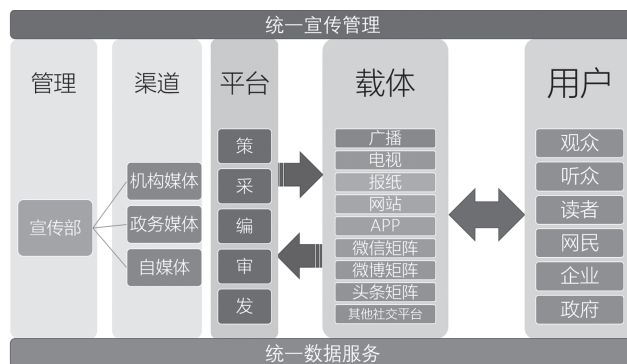 统一宣传管理
管理
宣传部
渠道
机构媒体
政务媒体
自媒体
平台
策
采
编
审
发
载体
广播
电视
报纸
网站
APP
微信矩阵
微博矩阵
头条矩阵
其他社交平台
用户
观众
听众
读者
网民
企业
政府
统一数据服务